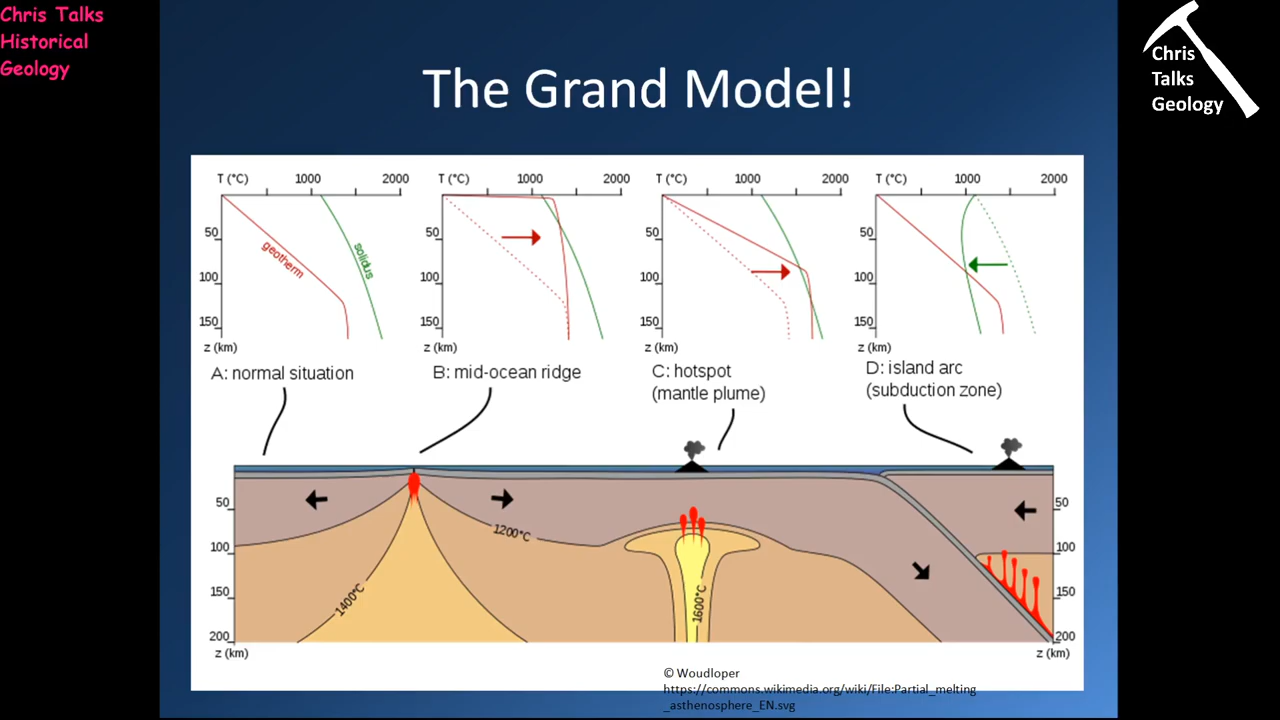 Chris Talks
Historical
Geology
Chris
Talks
Geology
The Grand Model!
T (°C) 1000 2000
50
100
150
z (km)
geotherm
solidus
T (°C) 1000 2000
50
100
150
z (km)
T (°C) 1000 2000
50
100
150
z (km)
T (°C) 1000 2000
50
100
150
z (km)
A: normal situation
B: mid-ocean ridge
C: hotspot
(mantle plume)
D: island arc
(subduction zone)
50
100
150
200
z (km)
1200°C
1400°C
1600°C
50
100
150
200
z (km)
© Woudloper
https://commons.wikimedia.org/wiki/File:Partial_melting
_asthenosphere_EN.svg